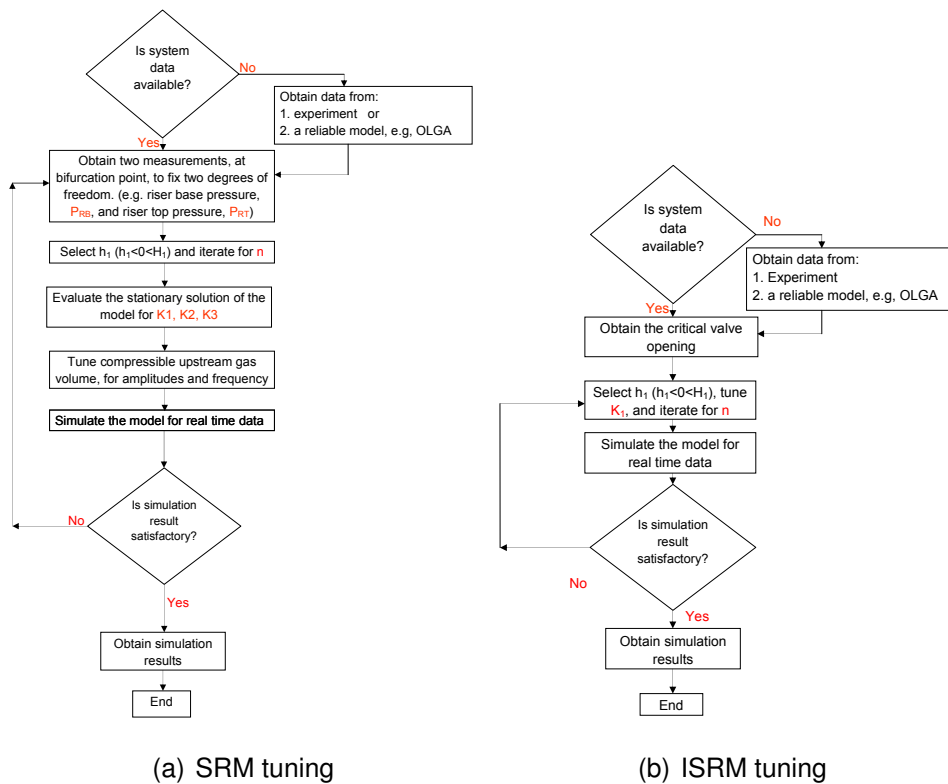 Is system
data
available?
No
Obtain data from:
1. experiment or
2. a reliable model, e.g, OLGA
Yes
Obtain two measurements, at
bifurcation point, to fix two degrees of
freedom. (e.g. riser base pressure,
P_RB, and riser top pressure, P_RT)
Select h₁ (h₁<0<H₁) and iterate for n
Evaluate the stationary solution of the
model for K1, K2, K3
Tune compressible upstream gas
volume, for amplitudes and frequency
Simulate the model for real time data
Is simulation
result
satisfactory?
No
Yes
Obtain simulation
results
End
(a) SRM tuning
Is system
data
available?
No
Obtain data from:
1. Experiment
2. a reliable model, e.g, OLGA
Yes
Obtain the critical valve
opening
Select h₁ (h₁<0<H₁), tune
K₁, and iterate for n
Simulate the model for
real time data
Is simulation
result
satisfactory?
No
Yes
Obtain simulation
results
End
(b) ISRM tuning